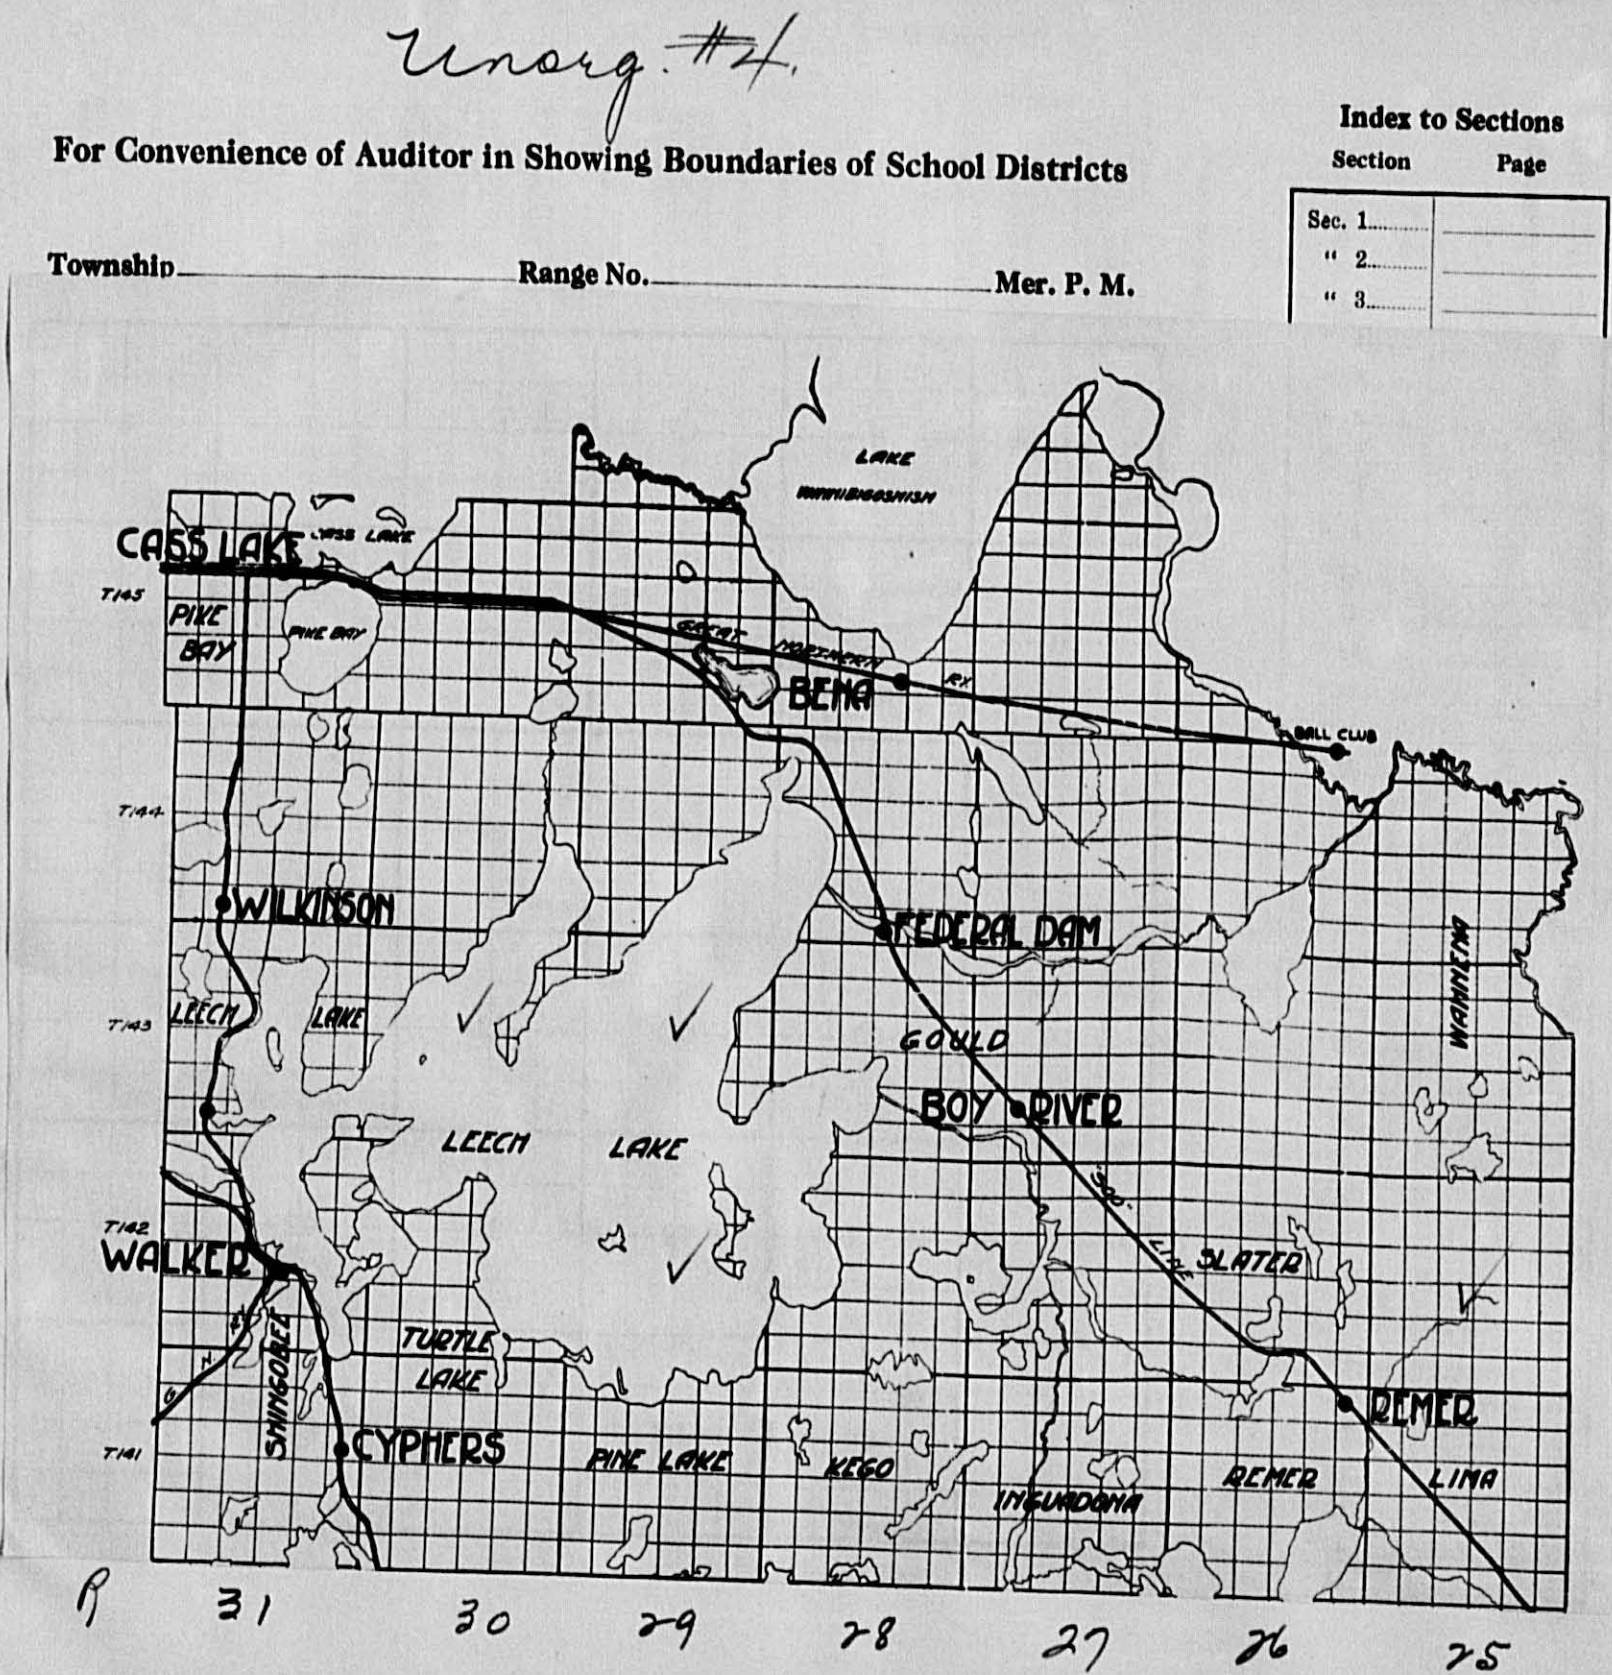 Unorg. #4.
For Convenience of Auditor in Showing Boundaries of School Districts
Index to Sections
Section Page
Sec. 1
" 2
" 3
Township Range No. Mer. P. M.
LAKE
WINNIBIGOSHISH
CASS LAKE
CASS LAKE
T145
PIKE
BAY
PIKE BAY
GREAT NORTHERN RY
BENA
BALL CLUB
T144
WILKINSON
FEDERAL DAM
WAHNENA
T143
LEECH LAKE
GOULD
BOY RIVER
LEECH LAKE
"SOO" LINE
T142
WALKER
SLATER
SHINGOBEE
TURTLE
LAKE
REMER
T141
CYPHERS
PINE LAKE
KEGO
INGUADONA
REMER
LIMA
R 31 30 29 28 27 26 25